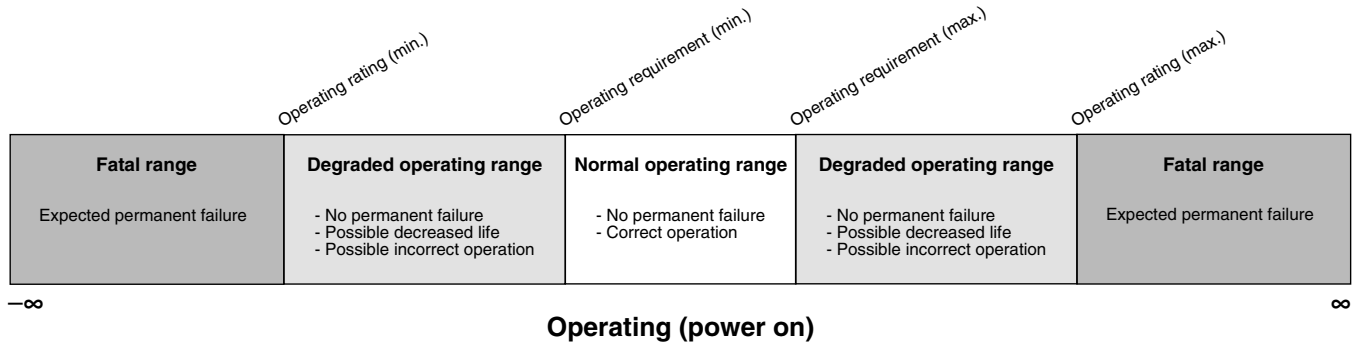 Operating rating (min.)
Operating requirement (min.)
Operating requirement (max.)
Operating rating (max.)
Fatal range
Expected permanent failure
Degraded operating range
- No permanent failure
- Possible decreased life
- Possible incorrect operation
Normal operating range
- No permanent failure
- Correct operation
Degraded operating range
- No permanent failure
- Possible decreased life
- Possible incorrect operation
Fatal range
Expected permanent failure
–∞
∞
Operating (power on)